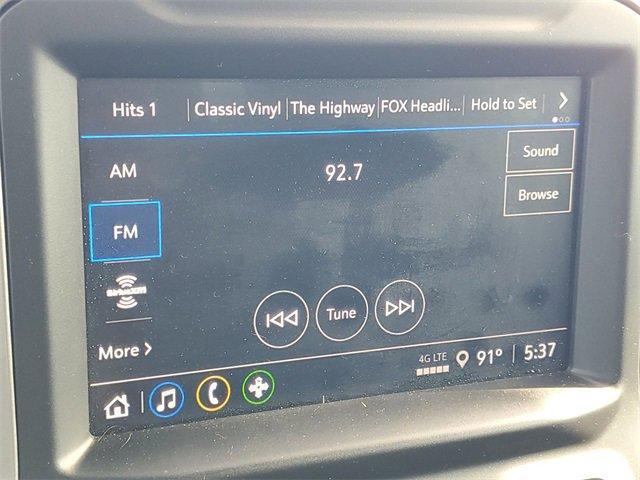 Hits 1 Classic Vinyl The Highway FOX Headli... Hold to Set
AM
92.7
Sound
Browse
FM
SiriusXM
Tune
More
4G LTE 91° 5:37